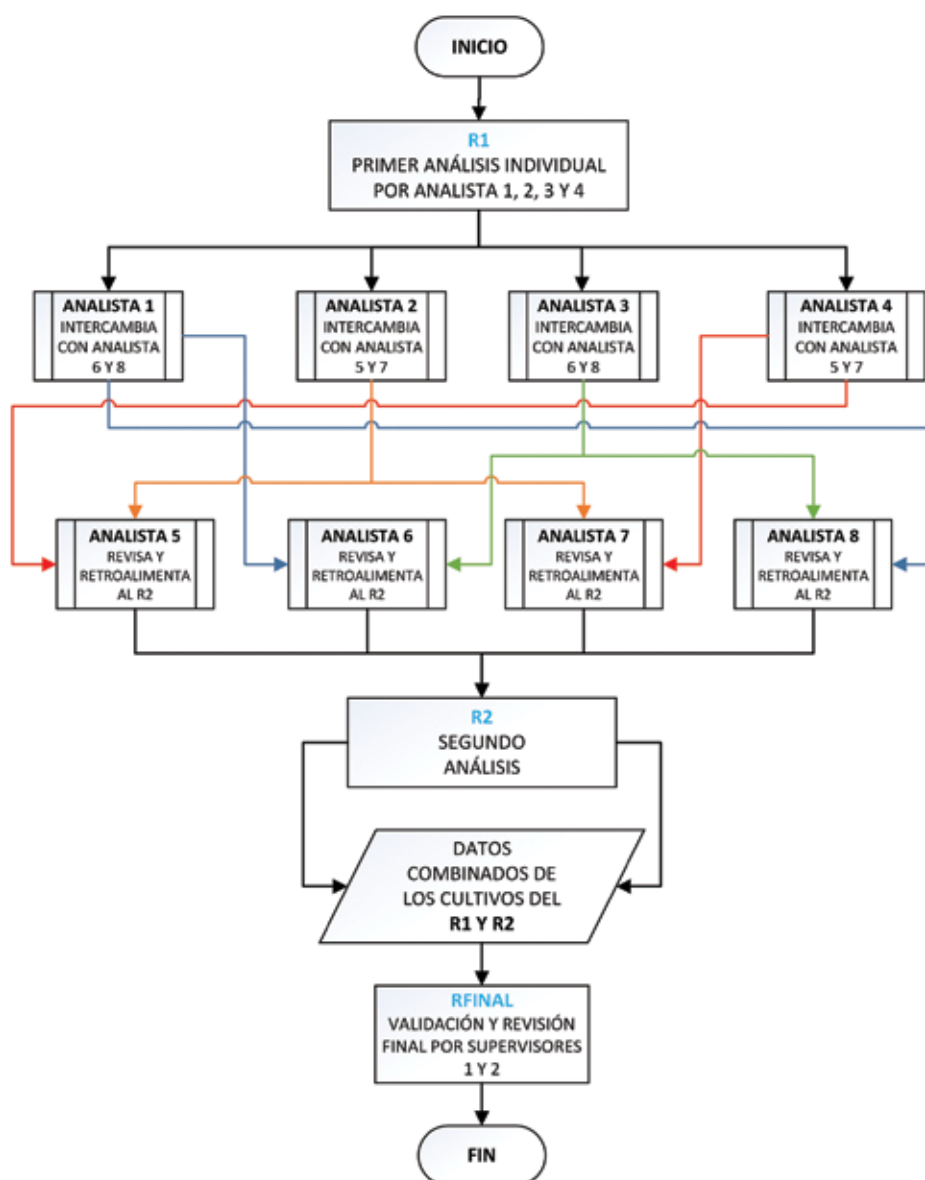 INICIO
R1
PRIMER ANÁLISIS INDIVIDUAL
POR ANALISTA 1, 2, 3 Y 4
ANALISTA 1
INTERCAMBIA
CON ANALISTA
6 Y 8
ANALISTA 2
INTERCAMBIA
CON ANALISTA
5 Y 7
ANALISTA 3
INTERCAMBIA
CON ANALISTA
6 Y 8
ANALISTA 4
INTERCAMBIA
CON ANALISTA
5 Y 7
ANALISTA 5
REVISA Y
RETROALIMENTA
AL R2
ANALISTA 6
REVISA Y
RETROALIMENTA
AL R2
ANALISTA 7
REVISA Y
RETROALIMENTA
AL R2
ANALISTA 8
REVISA Y
RETROALIMENTA
AL R2
R2
SEGUNDO
ANÁLISIS
DATOS
COMBINADOS DE
LOS CULTIVOS DEL
R1 Y R2
RFINAL
VALIDACIÓN Y REVISIÓN
FINAL POR SUPERVISORES
1 Y 2
FIN